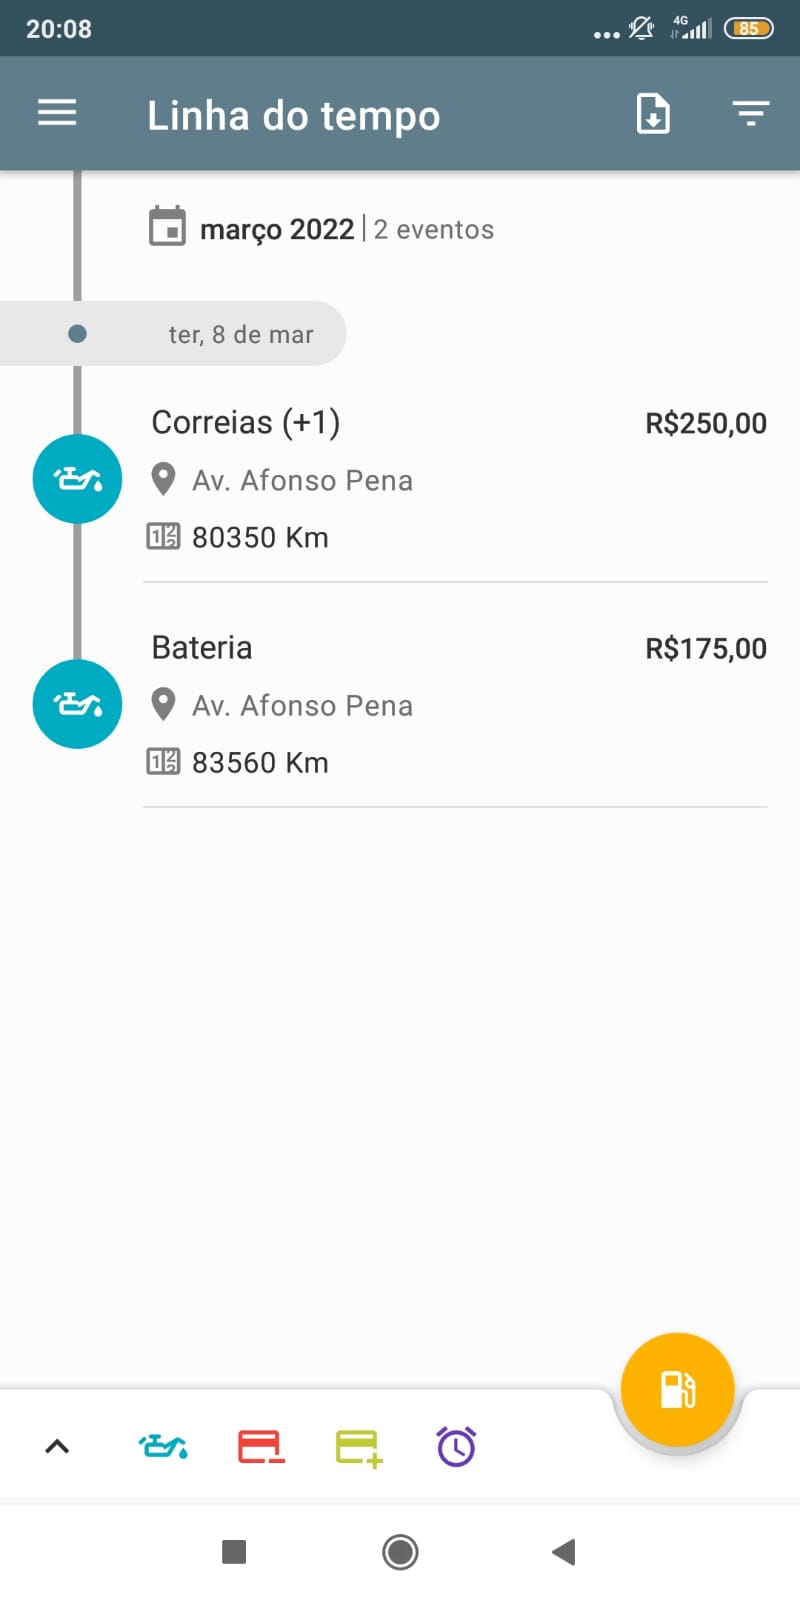 20:08
4G
85
Linha do tempo
março 2022 | 2 eventos
ter, 8 de mar
Correias (+1)
R$250,00
Av. Afonso Pena
80350 Km
Bateria
R$175,00
Av. Afonso Pena
83560 Km